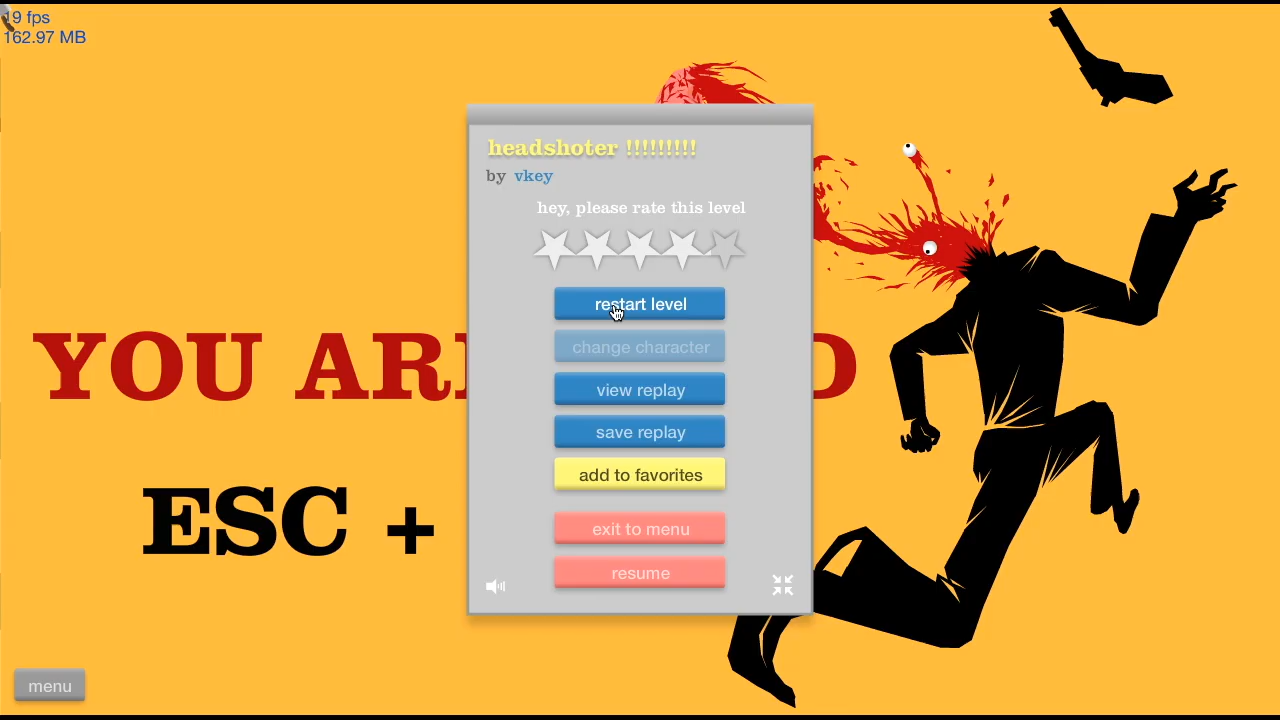 19 fps
162.97 MB
headshoter !!!!!!!!!
by vkey
hey, please rate this level
restart level
change character
YOU AR
D
view replay
save replay
add to favorites
ESC +
exit to menu
resume
menu